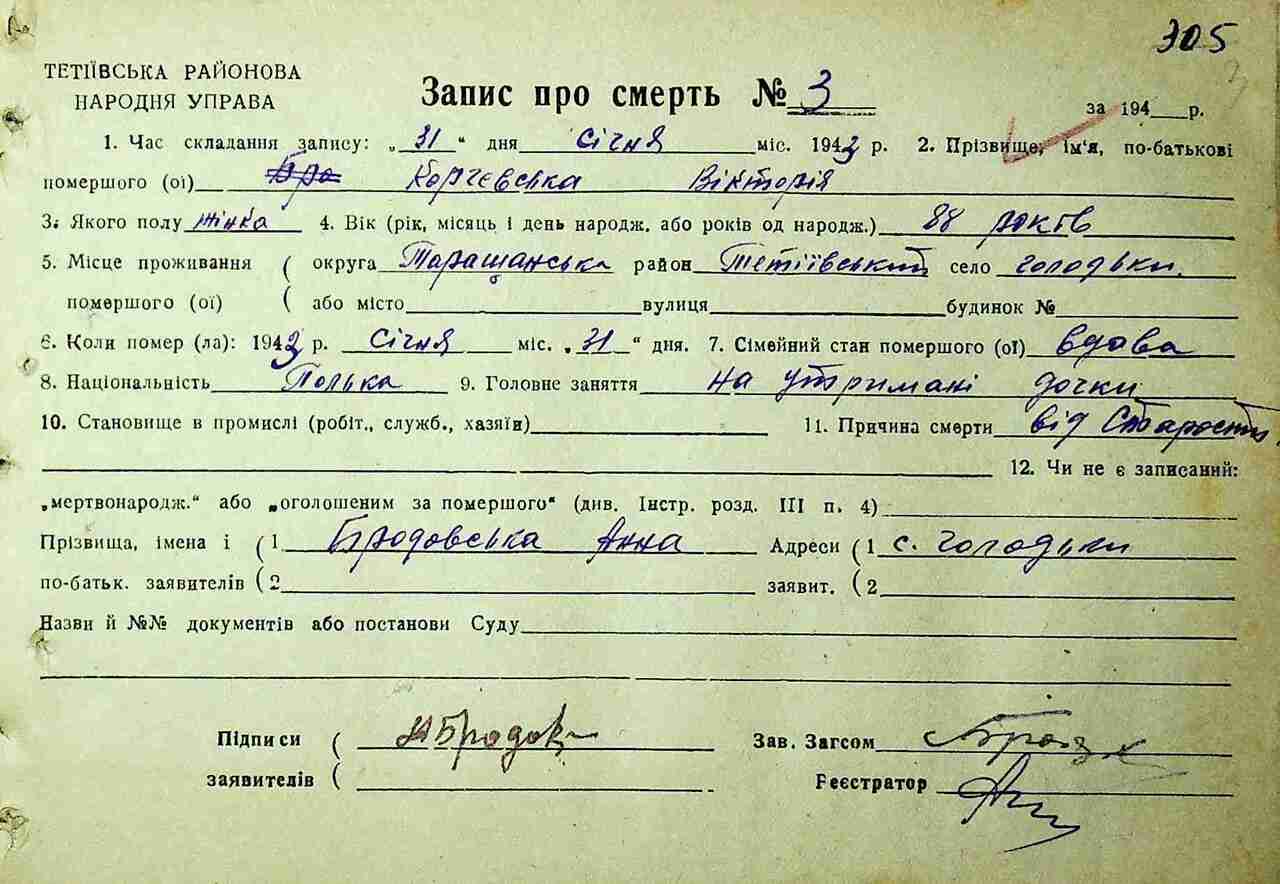 305
ТЕТІЇВСЬКА РАЙОНОВА
НАРОДНЯ УПРАВА
Запис про смерть № 3
за 194 р.
1. Час складання запису: „31“ дня січня міс. 1943 р. 2. Прізвище, ім'я, по-батькові
помершого (ої) Бро Корчевська Вікторія
3. Якого полу жінка 4. Вік (рік, місяць і день народж. або років од народж.) 88 років
5. Місце проживання ( округа Таращанська район Тетіївський село голодьки.
помершого (ої) ( або місто вулиця будинок №
6. Коли помер (ла): 1943 р. Січня міс. „31“ дня. 7. Сімейний стан помершого (ої) вдова
8. Національність Полька 9. Головне заняття на утримані дочки
10. Становище в промислі (робіт., служб., хазяїн) 11. Причина смерти від Старости.
12. Чи не є записаний:
„мертвонародж.“ або „оголошеним за помершого“ (див. Інстр. розд. III п. 4)
Прізвища, імена і ( 1 Бродовська Анна Адреси ( 1 с. голодьки
по-батьк. заявителів ( 2 заявит. ( 2
Назви й №№ документів або постанови Суду
Підписи ( Зав. Загсом
заявителів ( Реєстратор